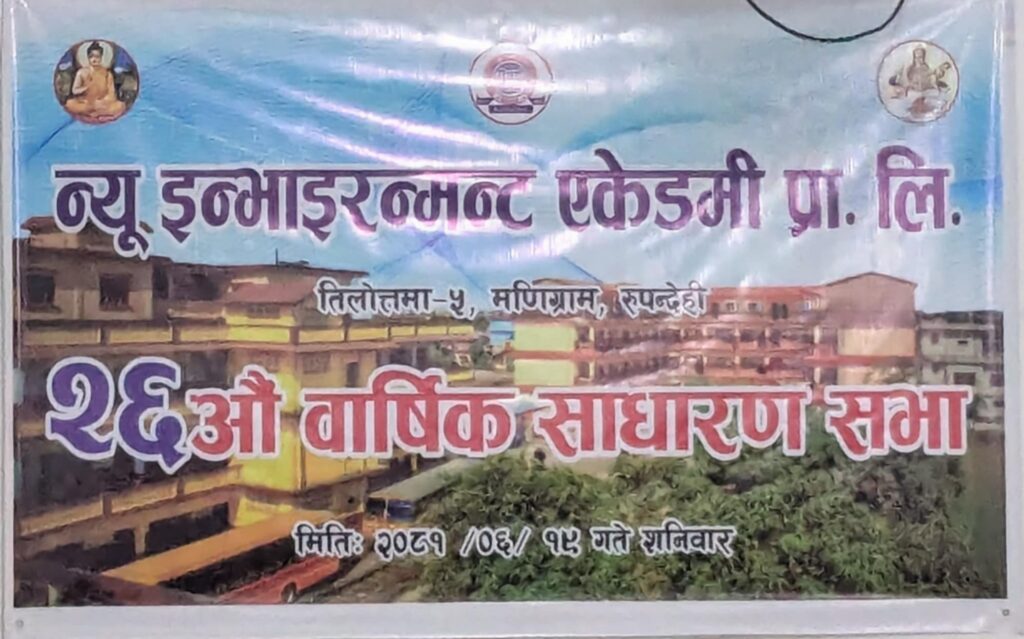 न्यू इन्भाइरन्मन्ट एकेडमी प्रा. लि.
तिलोत्तमा-५, मणिग्राम, रुपन्देही
२६औं वार्षिक साधारण सभा
मितिः २०८१ /०६/ १९ गते शनिवार